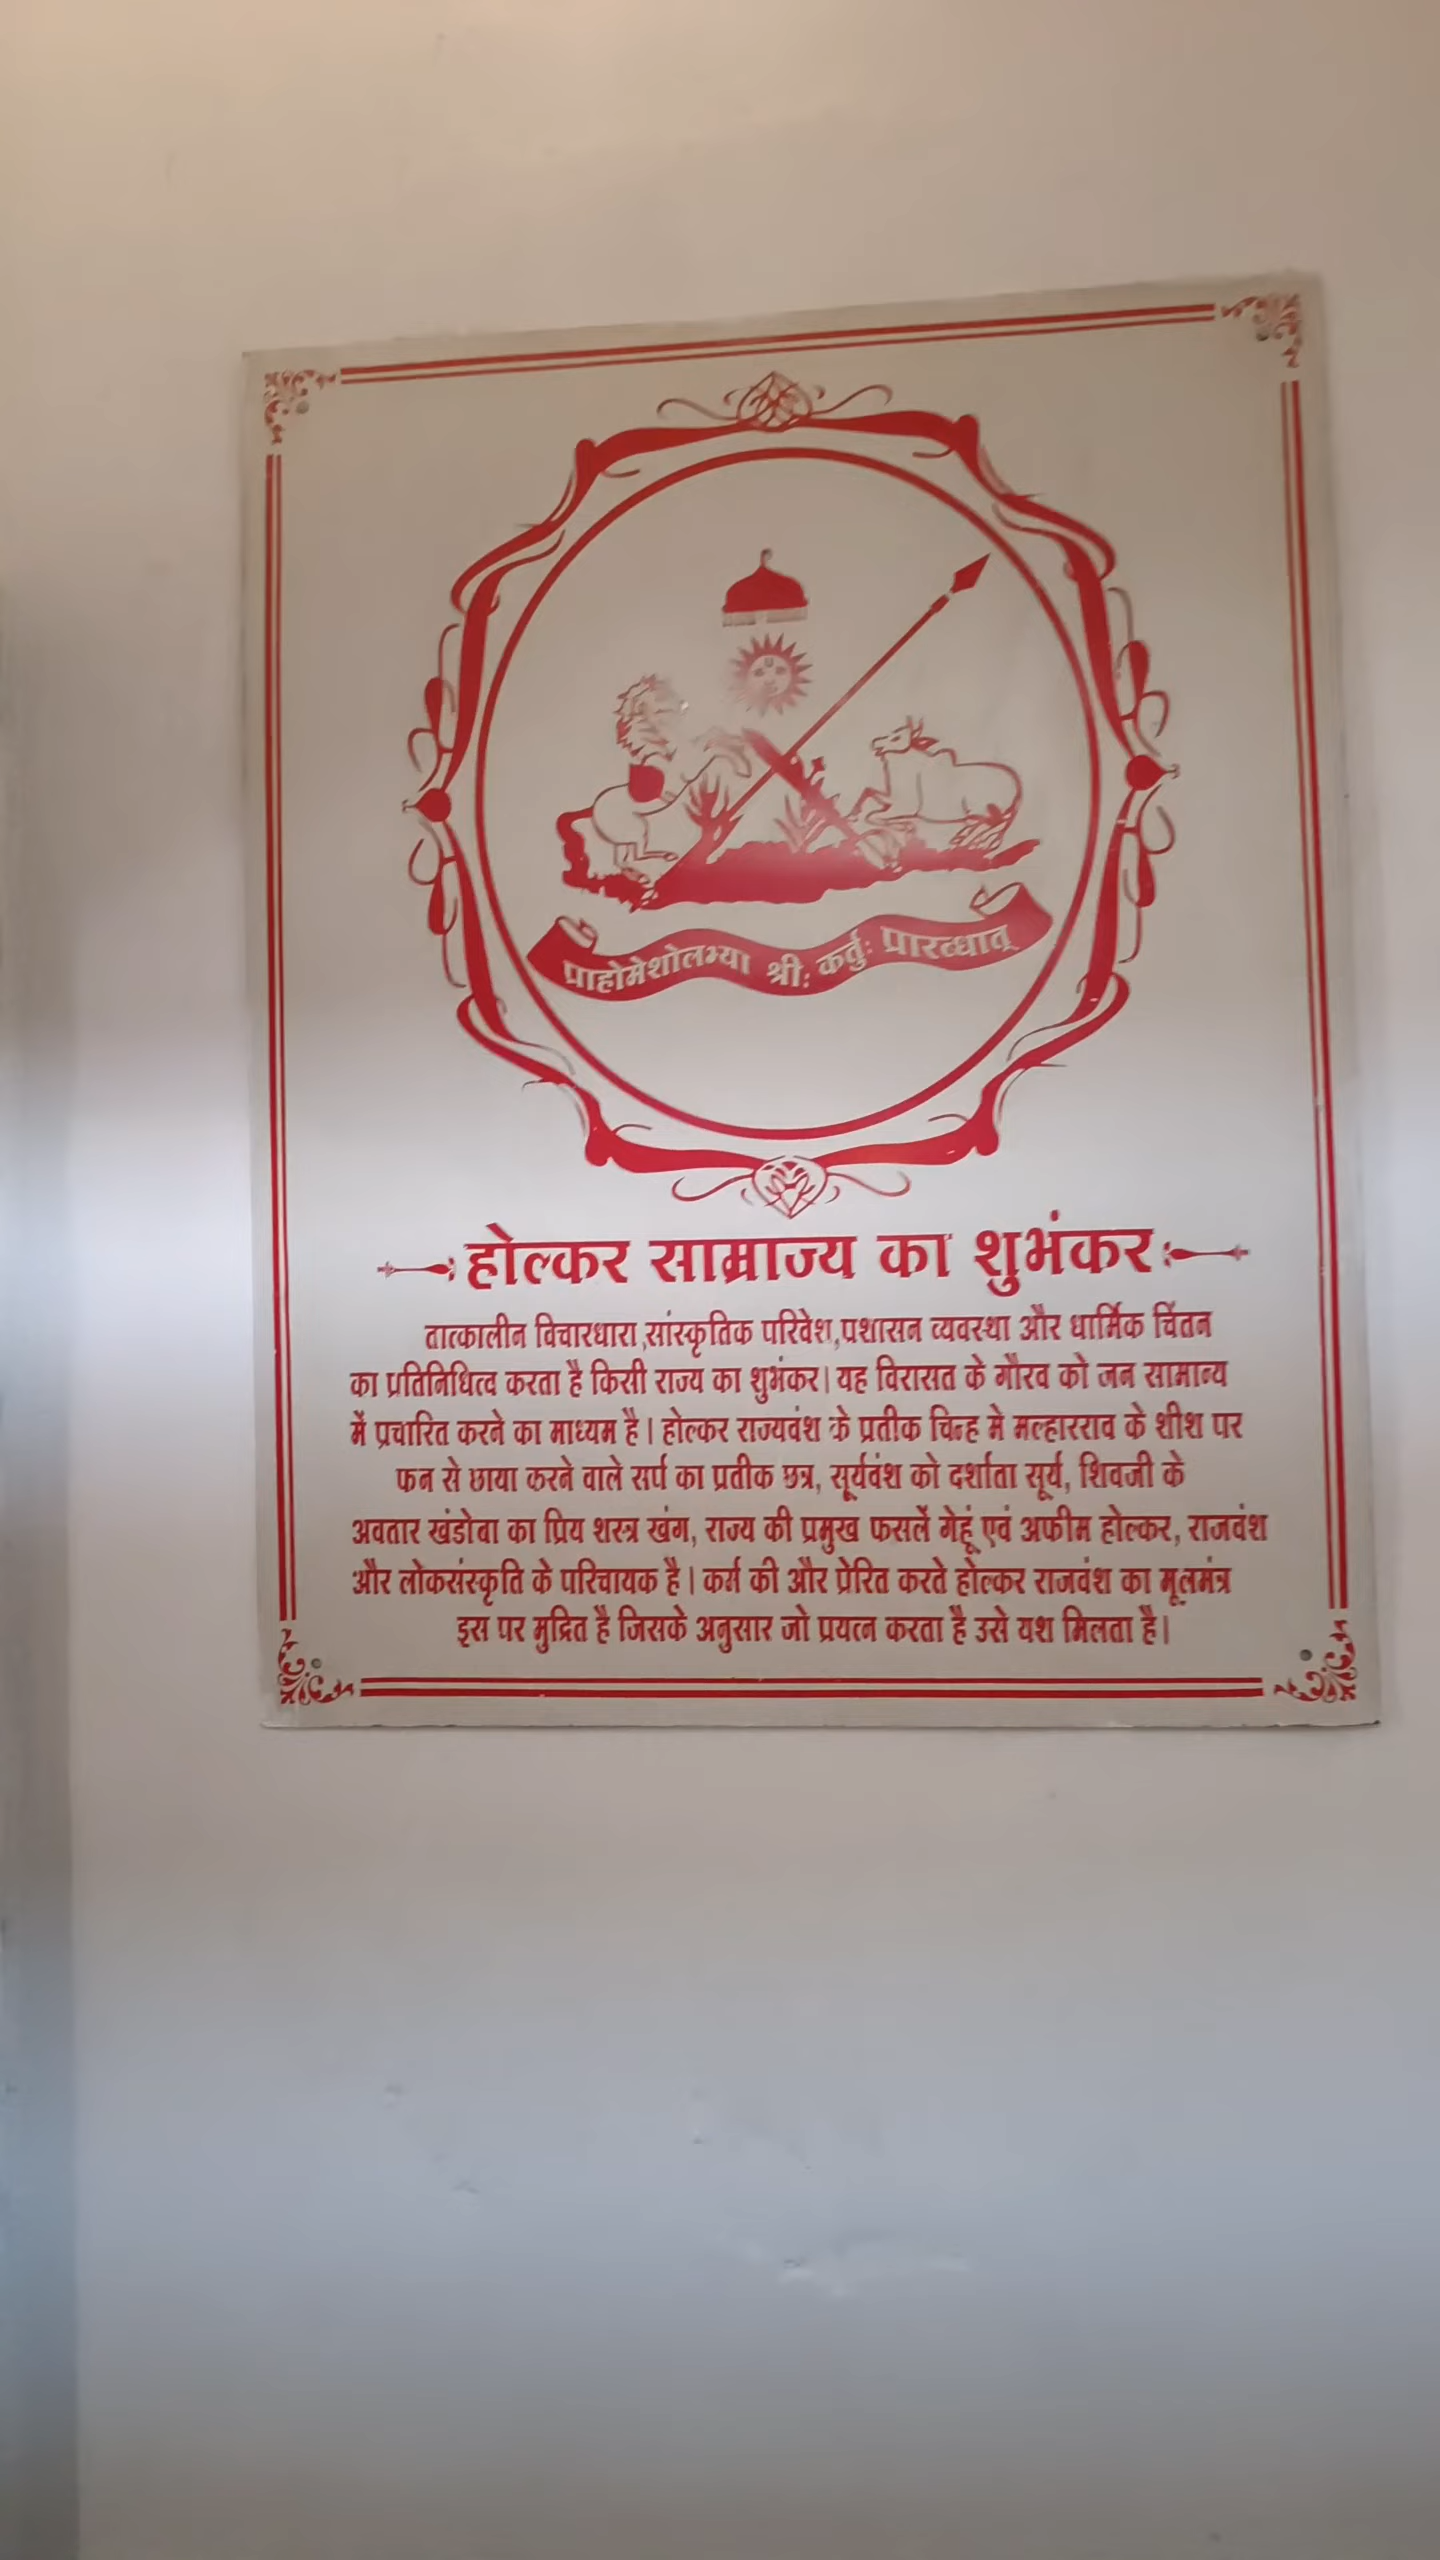 प्राहोमेशोलभ्या श्रीः कर्तुः प्रारब्धात्
होल्कर साम्राज्य का शुभंकर
तात्कालीन विचारधारा,सांस्कृतिक परिवेश,प्रशासन व्यवस्था और धार्मिक चिंतन
का प्रतिनिधित्व करता है किसी राज्य का शुभंकर। यह विरासत के गौरव को जन सामान्य
में प्रचारित करने का माध्यम है। होल्कर राज्यवंश के प्रतीक चिन्ह मे मल्हारराव के शीश पर
फन से छाया करने वाले सर्प का प्रतीक छत्र, सूर्यवंश को दर्शाता सूर्य, शिवजी के
अवतार खंडोबा का प्रिय शस्त्र खंग, राज्य की प्रमुख फसलें गेहूं एवं अफीम होल्कर, राजवंश
और लोकसंस्कृति के परिचायक है। कर्म की और प्रेरित करते होल्कर राजवंश का मूलमंत्र
इस पर मुद्रित है जिसके अनुसार जो प्रयत्न करता है उसे यश मिलता है।